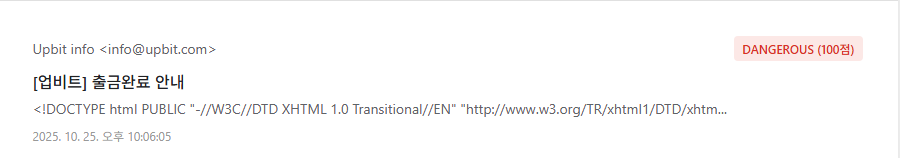 Upbit info <info@upbit.com>
DANGEROUS (100점)
[업비트] 출금완료 안내
<!DOCTYPE html PUBLIC "-//W3C//DTD XHTML 1.0 Transitional//EN" "http://www.w3.org/TR/xhtml1/DTD/xhtm...
2025. 10. 25. 오후 10:06:05